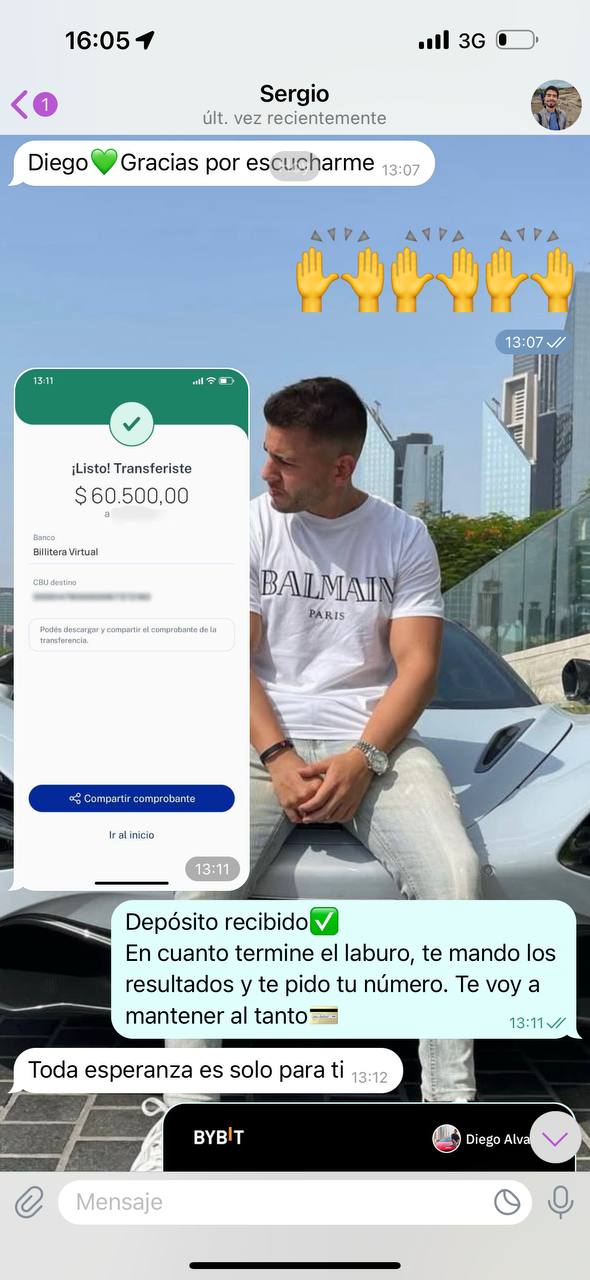 16:05
3G
1
Sergio
últ. vez recientemente
Diego💚Gracias por escucharme 13:07
13:07
13:11
¡Listo! Transferiste
$ 60.500,00
a
Banco
Billitera Virtual
CBU destino
Podés descargar y compartir el comprobante de la
transferencia.
Compartir comprobante
Ir al inicio
13:11
BALMAIN
PARIS
Depósito recibido✅
En cuanto termine el laburo, te mando los
resultados y te pido tu número. Te voy a
mantener al tanto💳
13:11
Toda esperanza es solo para ti 13:12
BYBIT
Diego Alva
Mensaje